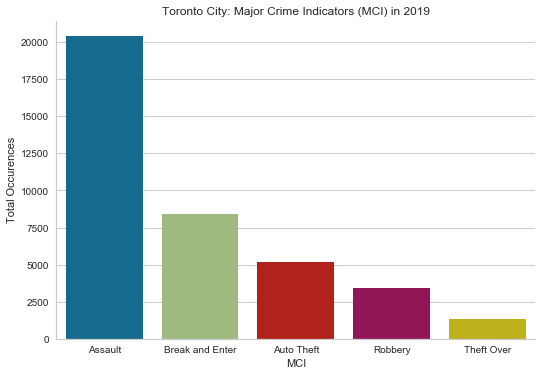 Toronto City: Major Crime Indicators (MCI) in 2019
Total Occurences
20000
17500
15000
12500
10000
7500
5000
2500
0
Assault
Break and Enter
Auto Theft
Robbery
Theft Over
MCI